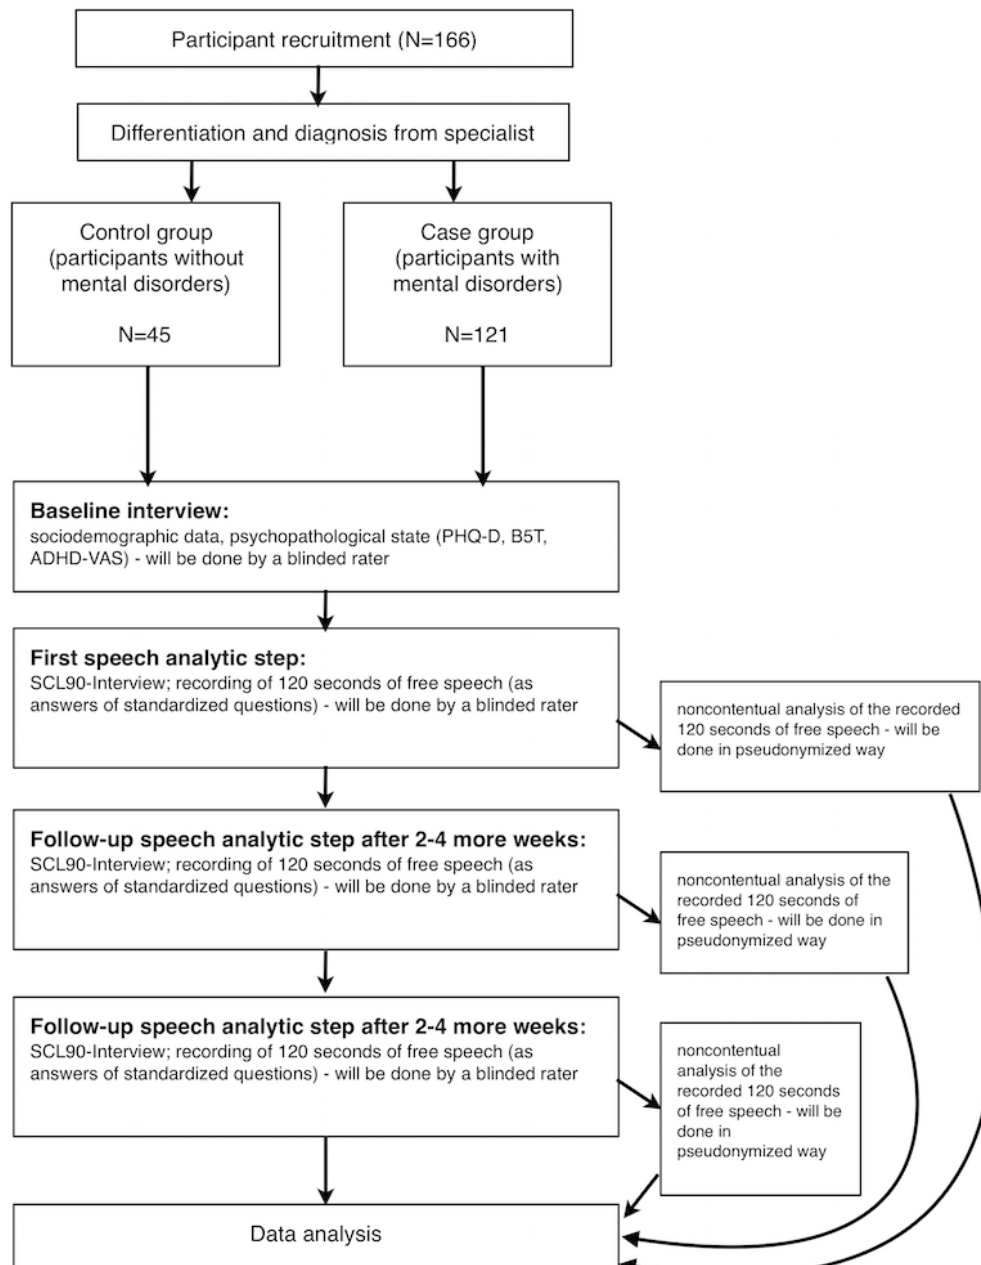 Participant recruitment (N=166)
Differentiation and diagnosis from specialist
Control group
(participants without
mental disorders)
N=45
Case group
(participants with
mental disorders)
N=121
Baseline interview:
sociodemographic data, psychopathological state (PHQ-D, B5T,
ADHD-VAS) - will be done by a blinded rater
First speech analytic step:
SCL90-Interview; recording of 120 seconds of free speech (as
answers of standardized questions) - will be done by a blinded rater
noncontentual analysis of the recorded
120 seconds of free speech - will be
done in pseudonymized way
Follow-up speech analytic step after 2-4 more weeks:
SCL90-Interview; recording of 120 seconds of free speech (as
answers of standardized questions) - will be done by a blinded rater
noncontentual analysis of the
recorded 120 seconds of
free speech - will be done in
pseudonymized way
Follow-up speech analytic step after 2-4 more weeks:
SCL90-Interview; recording of 120 seconds of free speech (as
answers of standardized questions) - will be done by a blinded rater
noncontentual
analysis of the
recorded 120 seconds
of free speech - will be
done in
pseudonymized way
Data analysis